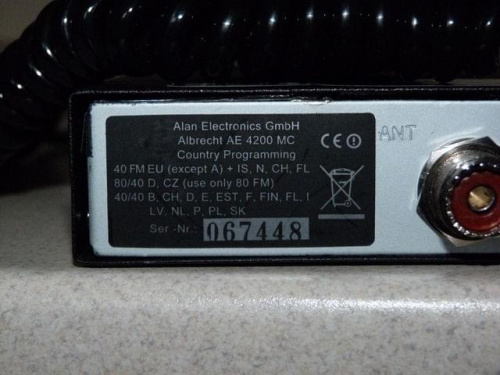 Alan Electronics GmbH
Albrecht AE 4200 MC
Country Programming
40 FM EU (except A) + IS, N, CH, FL
80/40 D, CZ (use only 80 FM)
40/40 B, CH, D, E, EST, F, FIN, FL, I
LV, NL, P, PL, SK
Ser -Nr.: 067448
CE
ANT